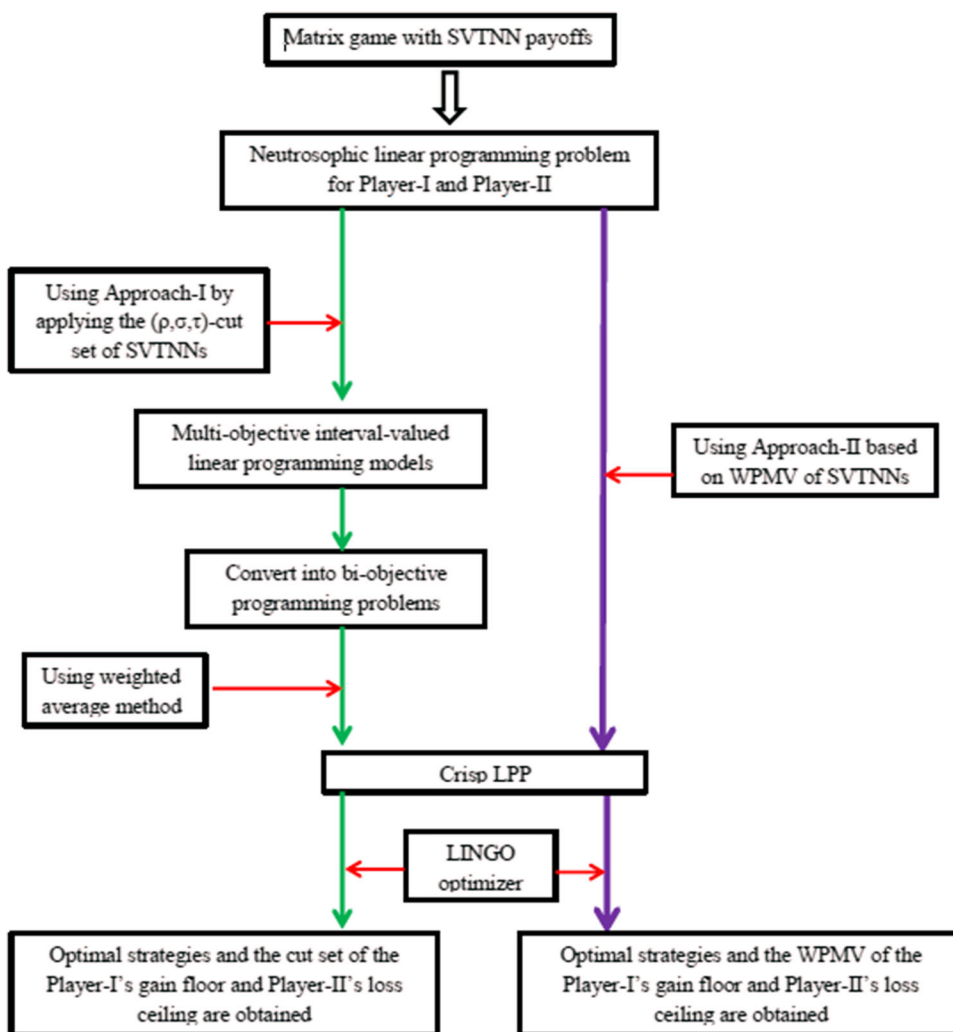 Matrix game with SVTNN payoffs
Neutrosophic linear programming problem
for Player-I and Player-II
Using Approach-I by
applying the (ρ,σ,τ)-cut
set of SVTNNs
Multi-objective interval-valued
linear programming models
Using Approach-II based
on WPMV of SVTNNs
Convert into bi-objective
programming problems
Using weighted
average method
Crisp LPP
LINGO
optimizer
Optimal strategies and the cut set of the
Player-I's gain floor and Player-II's loss
ceiling are obtained
Optimal strategies and the WPMV of the
Player-I's gain floor and Player-II's loss
ceiling are obtained